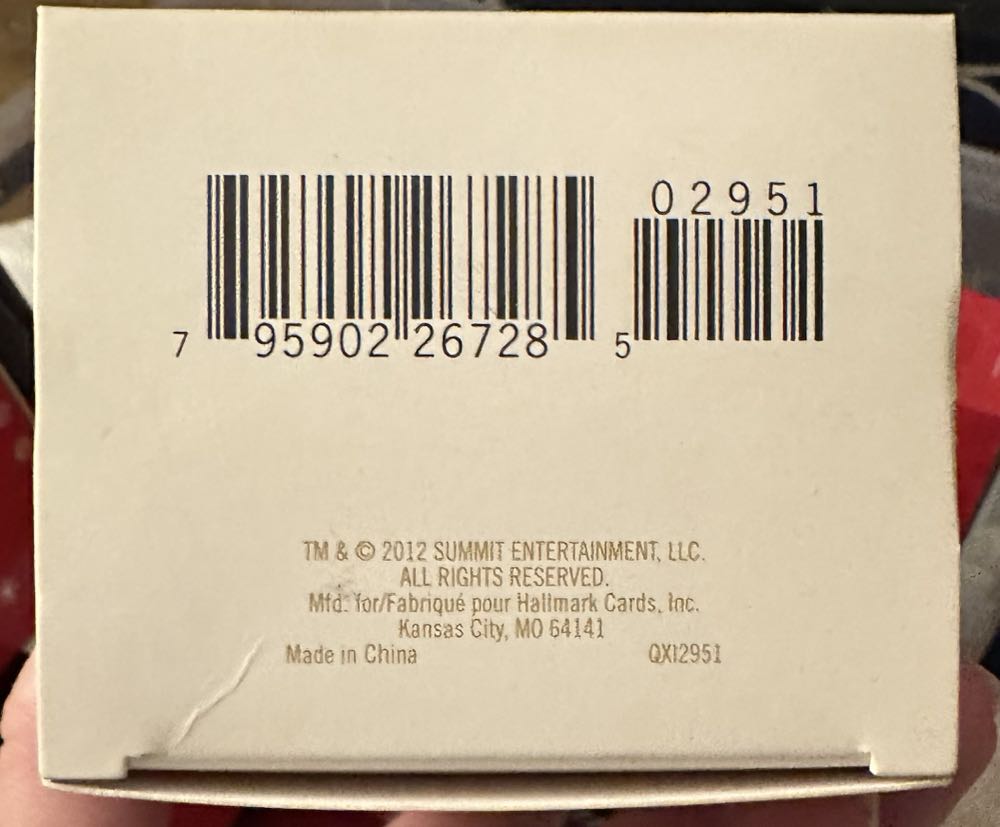 02951
7 95902 26728 5
TM & © 2012 SUMMIT ENTERTAINMENT, LLC.
ALL RIGHTS RESERVED.
Mfd. for/Fabriqué pour Hallmark Cards, Inc.
Kansas City, MO 64141
Made in China QXI2951